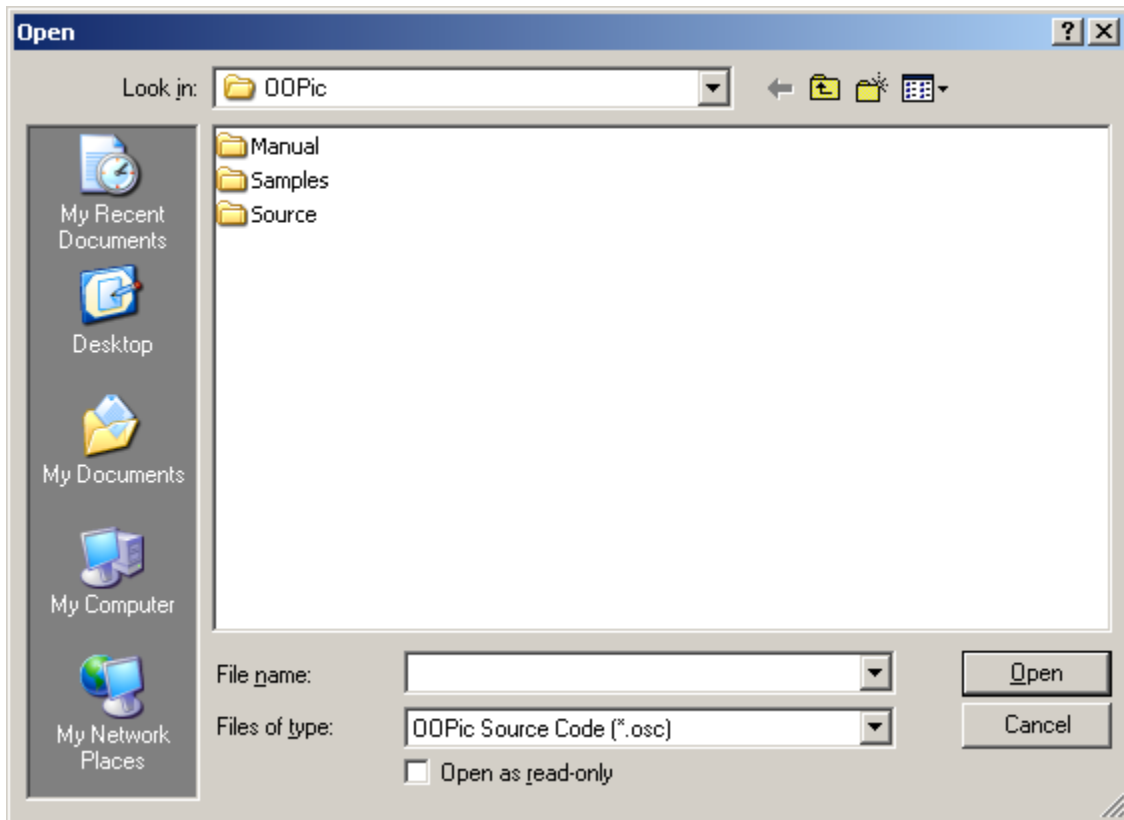 Open
Look in: OOPic
Manual
Samples
Source
My Recent
Documents
Desktop
My Documents
My Computer
My Network
Places
File name:
Open
Files of type: OOPic Source Code (*.osc)
Cancel
Open as read-only